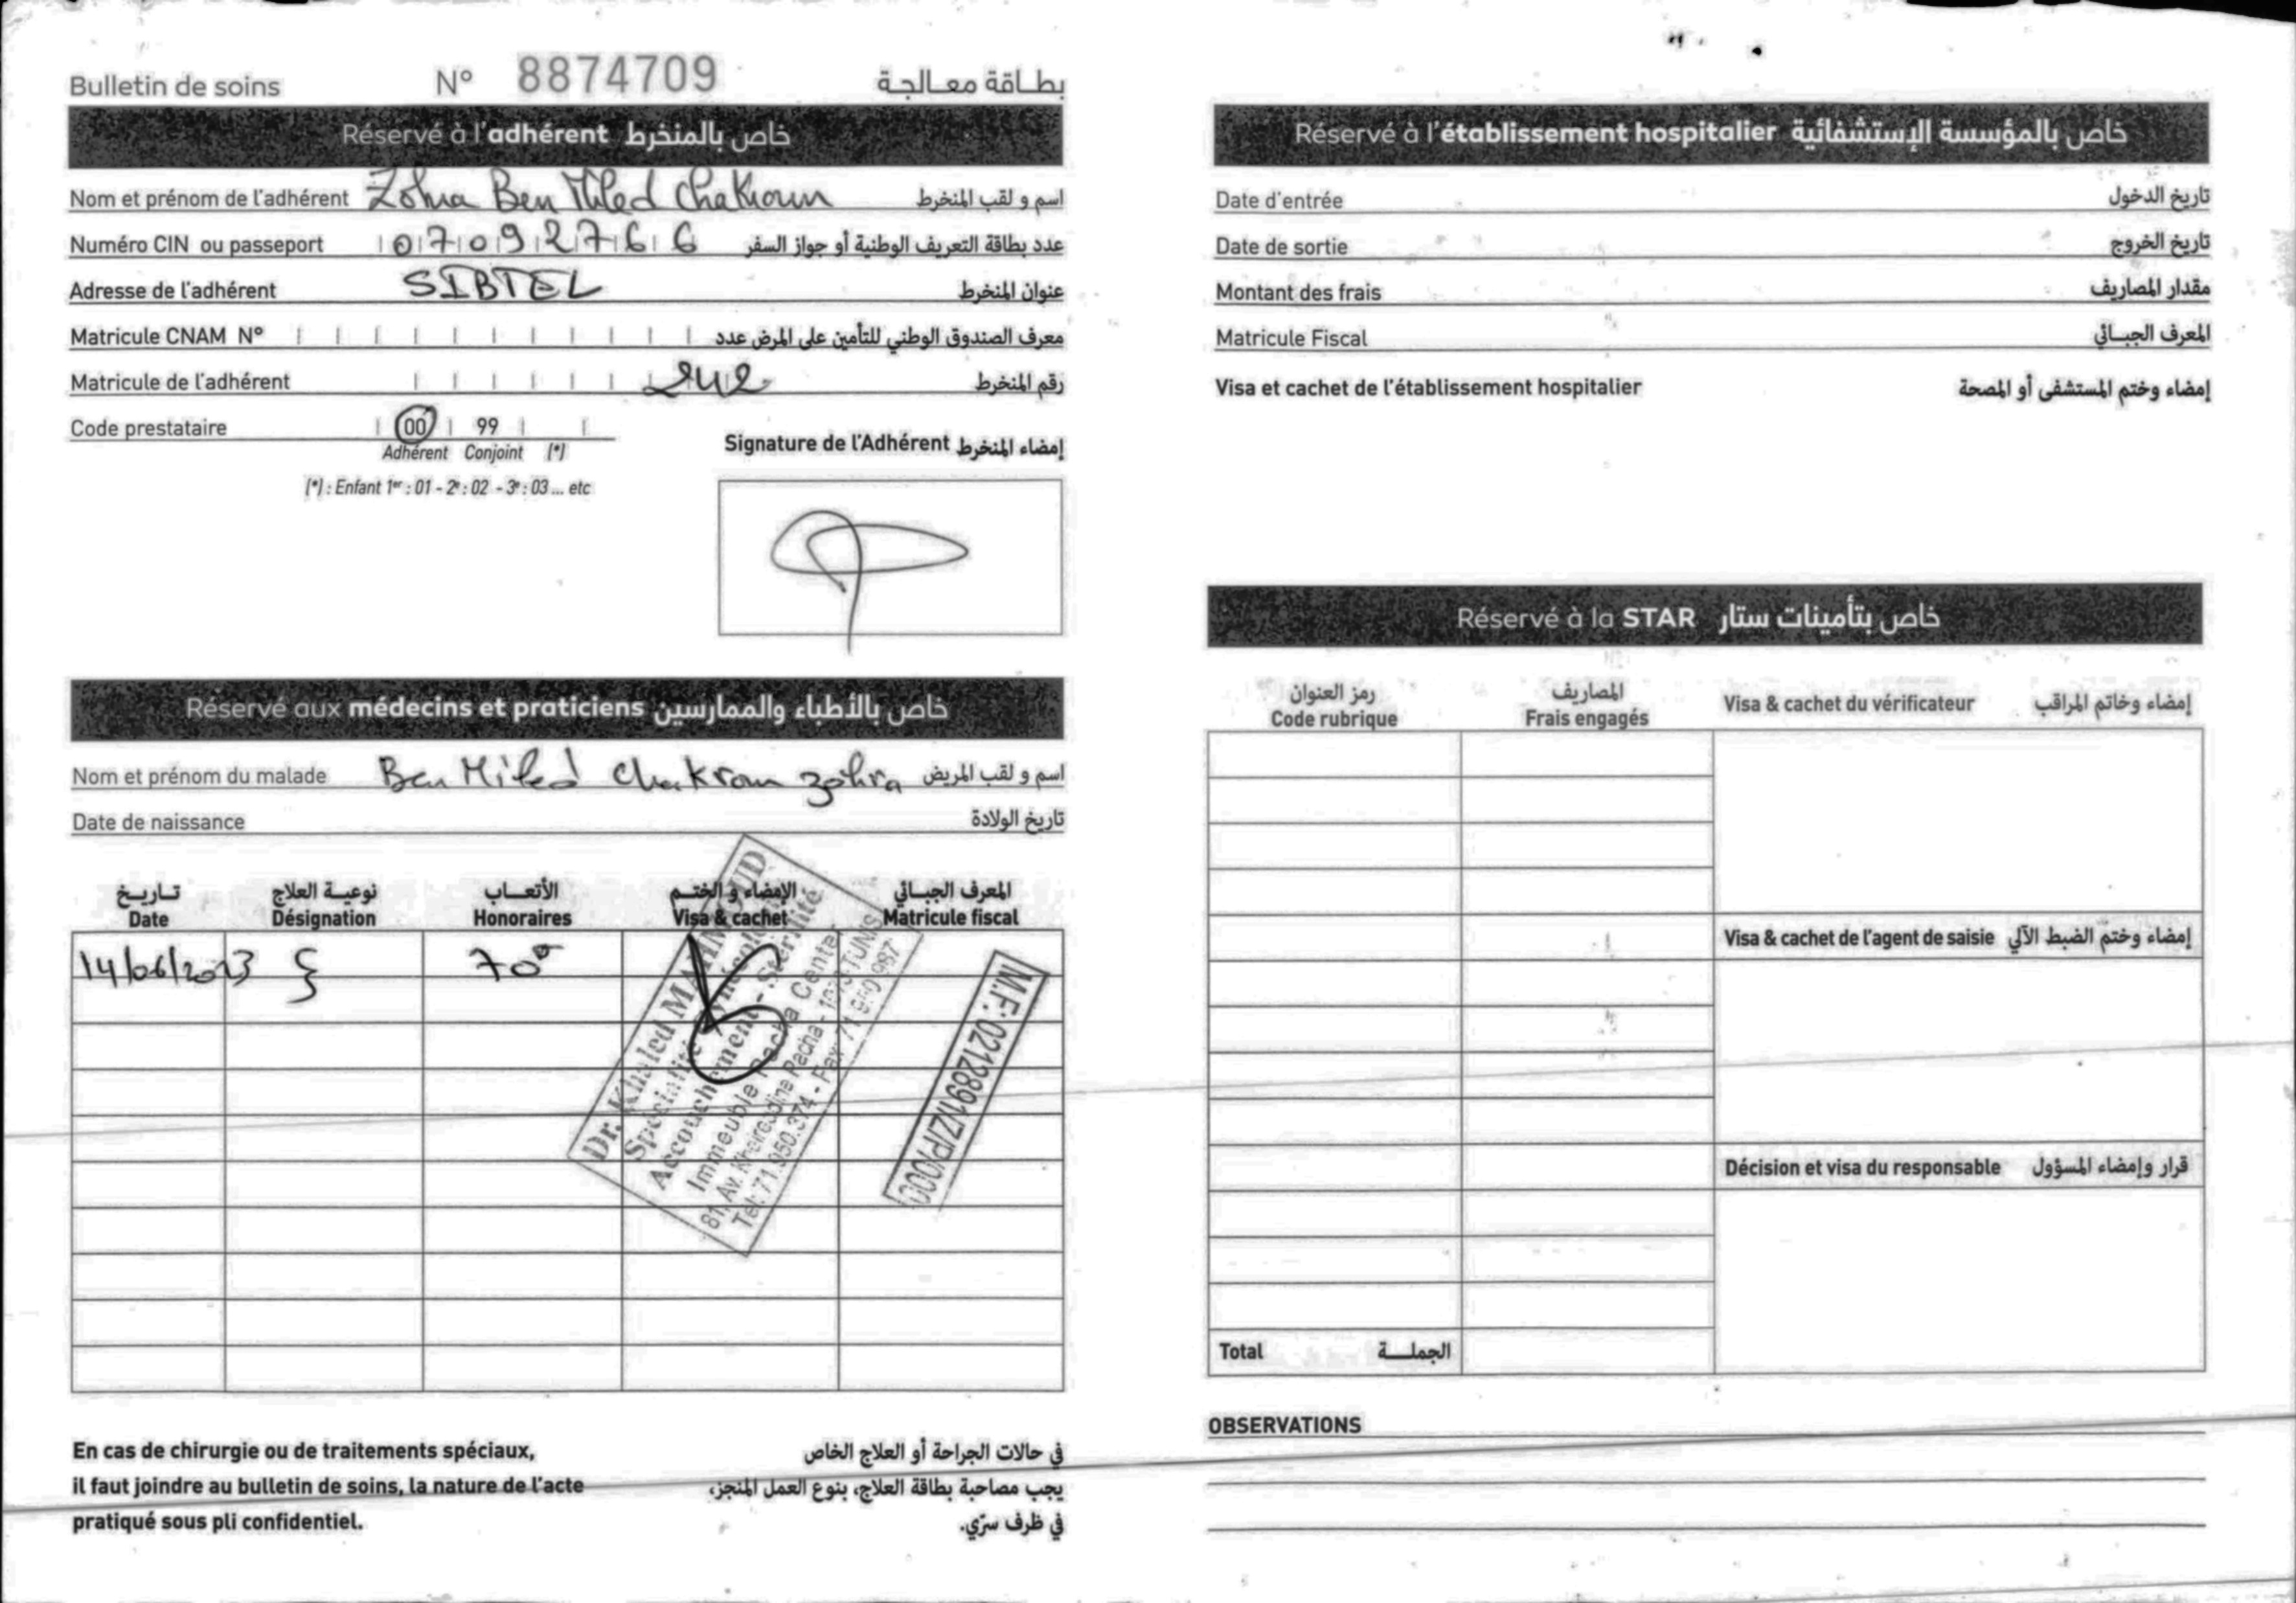 Bulletin de soins N° 8874709 بطاقة معالجة
Réservé à l'adhérent خاص بالمنخرط
Nom et prénom de l'adhérent Zohra Ben Miled Chakroun اسم و لقب المنخرط
Numéro CIN ou passeport 07092766 عدد بطاقة التعريف الوطنية أو جواز السفر
Adresse de l'adhérent SIBTEL عنوان المنخرط
Matricule CNAM N° معرف الصندوق الوطني للتأمين على المرض عدد
Matricule de l'adhérent 242 رقم المنخرط
Code prestataire 00 99
Adhérent Conjoint (*)
(*) : Enfant 1er : 01 - 2e : 02 - 3e : 03 ... etc
Signature de l'Adhérent إمضاء المنخرط
Réservé aux médecins et praticiens خاص بالأطباء والممارسين
Nom et prénom du malade Ben Miled Chakroun Zohra اسم و لقب المريض
Date de naissance تاريخ الولادة
تاريخ نوعية العلاج الأتعاب الإمضاء و الختم المعرف الجبائي
Date Désignation Honoraires Visa & cachet Matricule fiscal
14/06/2023 70
Dr. Khaled MAHMOUD
Spécialité Gynécologie
Accouchement - Stérilité
Immeuble Pacha Center
81, Av. Kheireddine Pacha - 1073 TUNIS
Tél: 71.950.374 - Fax: 71 950 987
M.F: 0212891/Z/P/000
En cas de chirurgie ou de traitements spéciaux,
il faut joindre au bulletin de soins, la nature de l'acte
pratiqué sous pli confidentiel.
في حالات الجراحة أو العلاج الخاص
يجب مصاحبة بطاقة العلاج، بنوع العمل المنجز،
في ظرف سرّي.
Réservé à l'établissement hospitalier خاص بالمؤسسة الإستشفائية
Date d'entrée تاريخ الدخول
Date de sortie تاريخ الخروج
Montant des frais مقدار المصاريف
Matricule Fiscal المعرف الجبائي
Visa et cachet de l'établissement hospitalier إمضاء وختم المستشفى أو المصحة
Réservé à la STAR خاص بتأمينات ستار
رمز العنوان المصاريف
Code rubrique Frais engagés Visa & cachet du vérificateur إمضاء وخاتم المراقب
Visa & cachet de l'agent de saisie إمضاء وختم الضبط الآلي
Décision et visa du responsable قرار وإمضاء المسؤول
Total الجملة
OBSERVATIONS